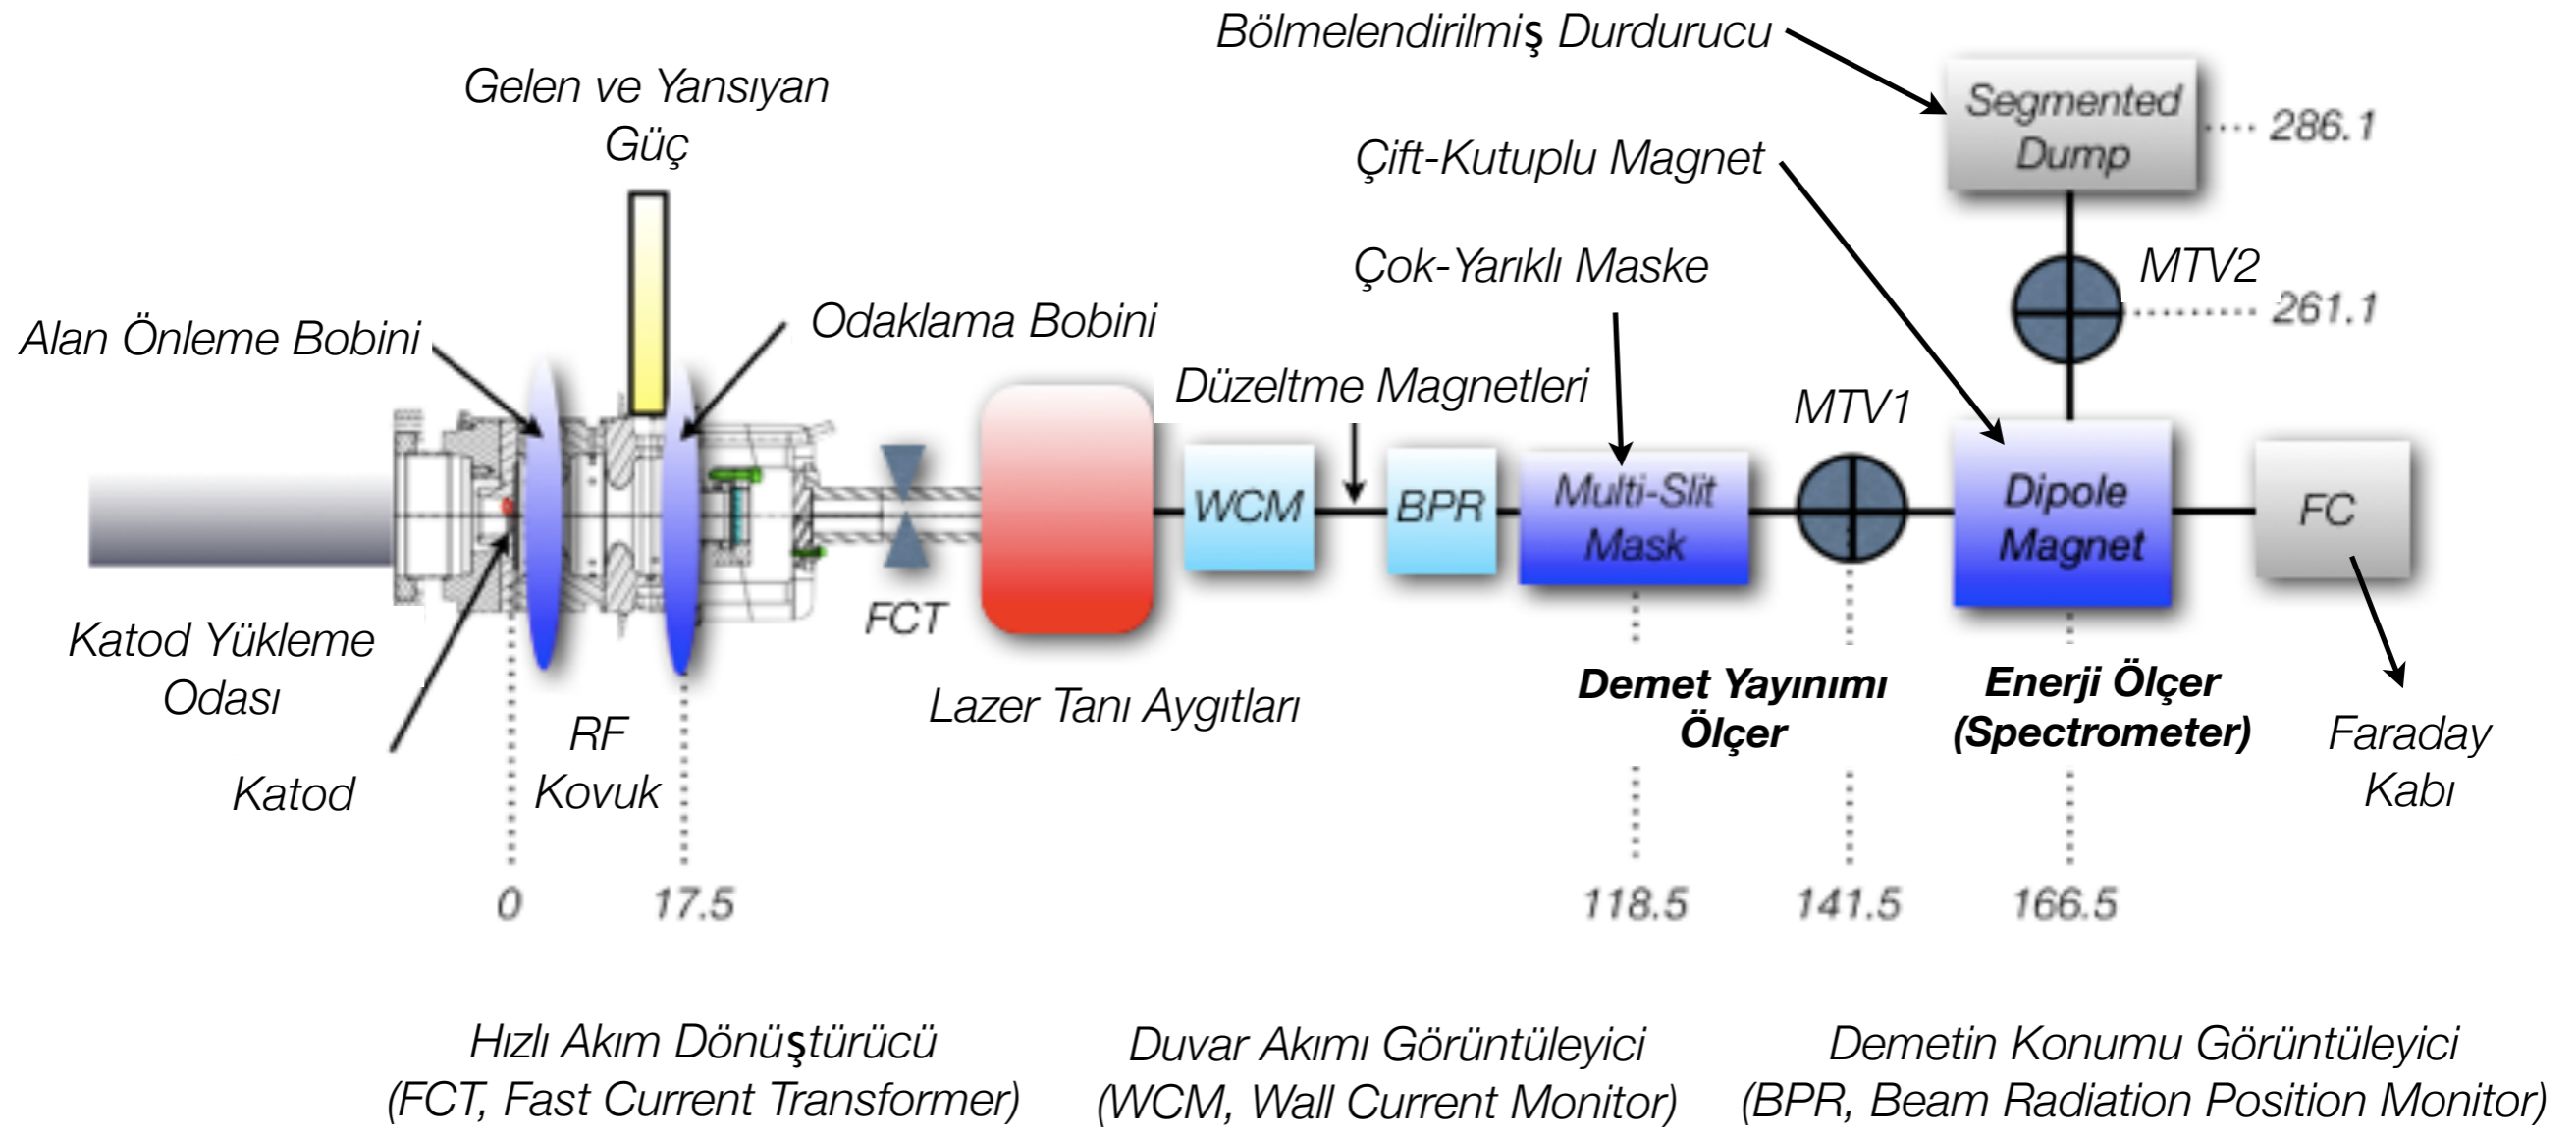 Bölmelendirilmiş Durdurucu
Gelen ve Yansıyan
Güç
Segmented
Dump
286.1
Çift-Kutuplu Magnet
Çok-Yarıklı Maske
MTV2
261.1
Alan Önleme Bobini
Odaklama Bobini
Düzeltme Magnetleri
MTV1
WCM
BPR
Multi-Slit
Mask
Dipole
Magnet
FC
FCT
Katod Yükleme
Odası
RF
Kovuk
Lazer Tanı Aygıtları
Demet Yayınımı
Ölçer
Enerji Ölçer
(Spectrometer)
Faraday
Kabı
Katod
0
17.5
118.5
141.5
166.5
Hızlı Akım Dönüştürücü
(FCT, Fast Current Transformer)
Duvar Akımı Görüntüleyici
(WCM, Wall Current Monitor)
Demetin Konumu Görüntüleyici
(BPR, Beam Radiation Position Monitor)